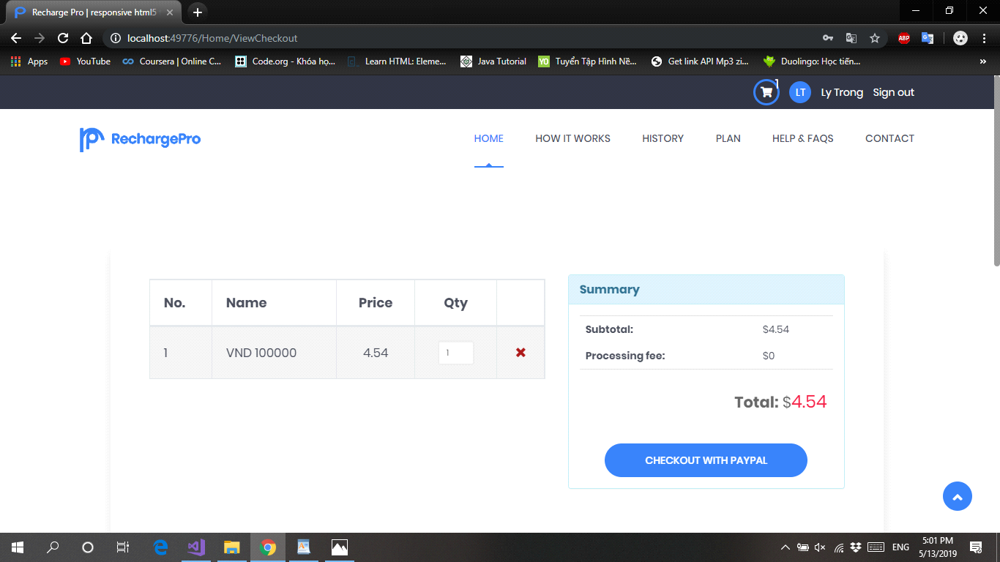 Recharge Pro | responsive html5
localhost:49776/Home/ViewCheckout
ABP
Apps YouTube Coursera | Online C... Code.org - Khóa họ... Learn HTML: Eleme... Java Tutorial YO Tuyển Tập Hình Nề... Get link API Mp3 zi... Duolingo: Học tiến... »
1
LT Ly Trong Sign out
RechargePro HOME HOW IT WORKS HISTORY PLAN HELP & FAQS CONTACT
Summary
No. Name Price Qty
Subtotal: $4.54
1 VND 100000 4.54 1
Processing fee: $0
Total: $4.54
CHECKOUT WITH PAYPAL
ENG
5:01 PM
5/13/2019